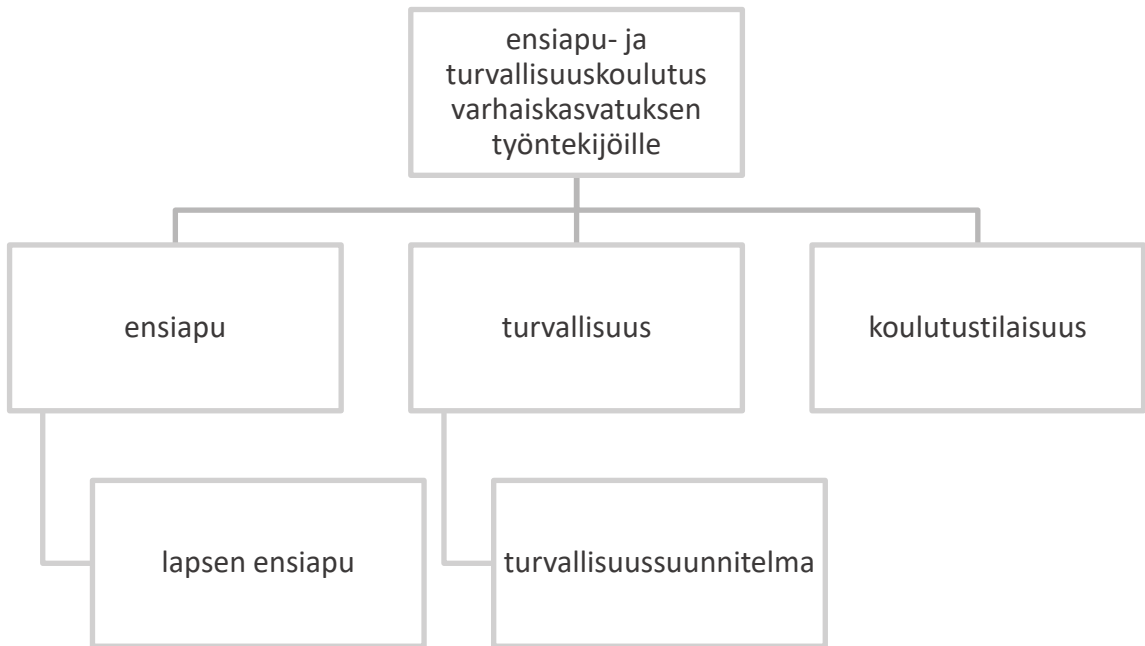 ensiapu- ja
turvallisuuskoulutus
varhaiskasvatuksen
työntekijöille
ensiapu
turvallisuus
koulutustilaisuus
lapsen ensiapu
turvallisuussuunnitelma